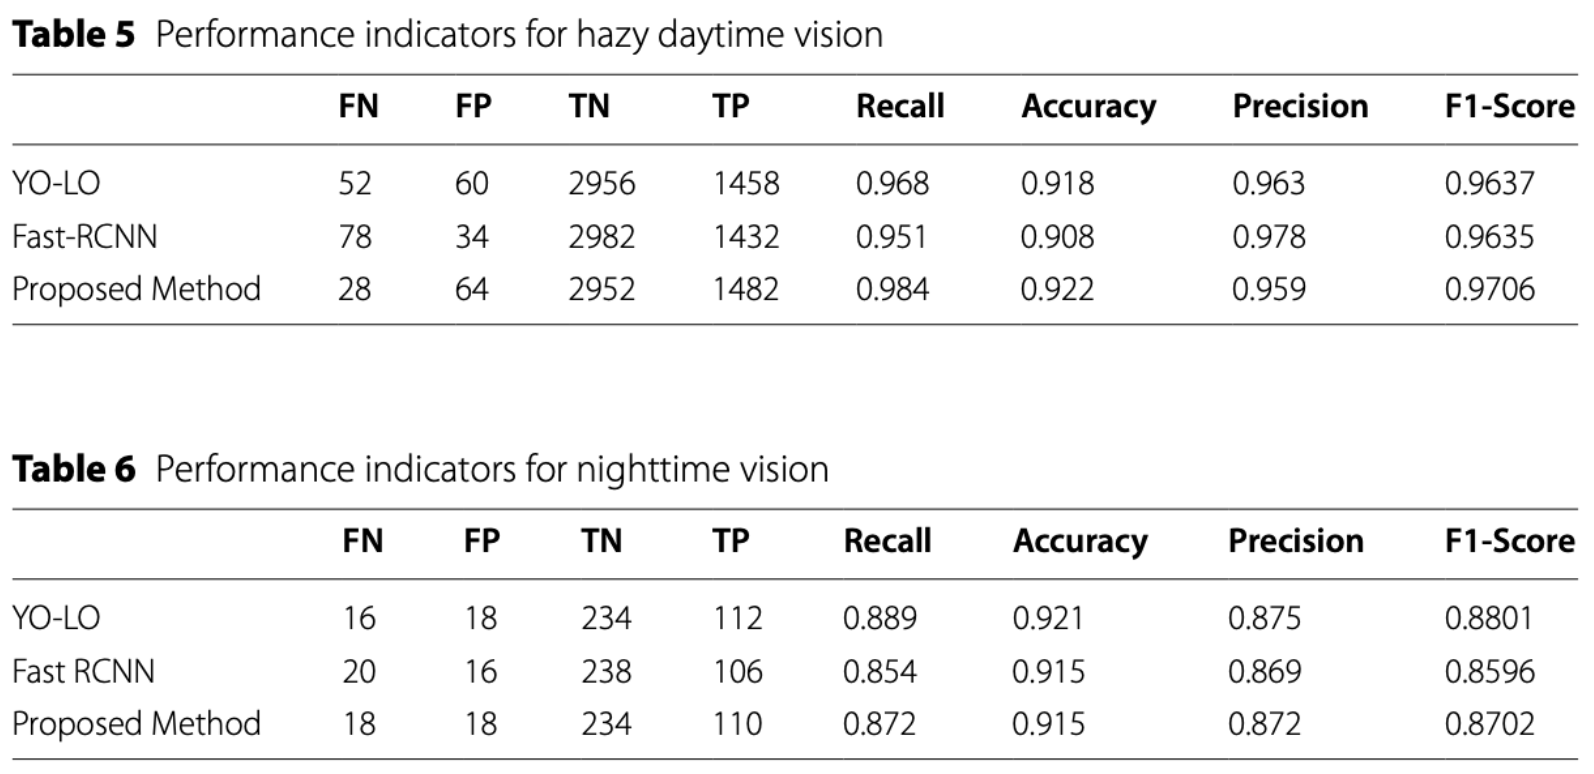 Table 5 Performance indicators for hazy daytime vision
FN FP TN TP Recall Accuracy Precision F1-Score
YO-LO 52 60 2956 1458 0.968 0.918 0.963 0.9637
Fast-RCNN 78 34 2982 1432 0.951 0.908 0.978 0.9635
Proposed Method 28 64 2952 1482 0.984 0.922 0.959 0.9706
Table 6 Performance indicators for nighttime vision
FN FP TN TP Recall Accuracy Precision F1-Score
YO-LO 16 18 234 112 0.889 0.921 0.875 0.8801
Fast RCNN 20 16 238 106 0.854 0.915 0.869 0.8596
Proposed Method 18 18 234 110 0.872 0.915 0.872 0.8702